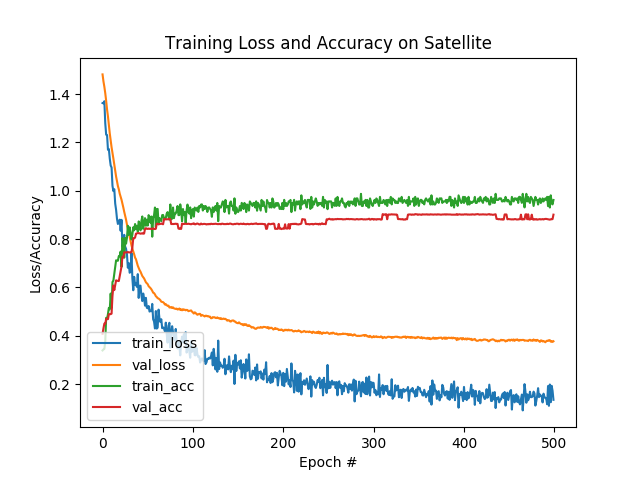 Training Loss and Accuracy on Satellite
Loss/Accuracy
1.4
1.2
1.0
0.8
0.6
0.4
0.2
train_loss
val_loss
train_acc
val_acc
0 100 200 300 400 500
Epoch #